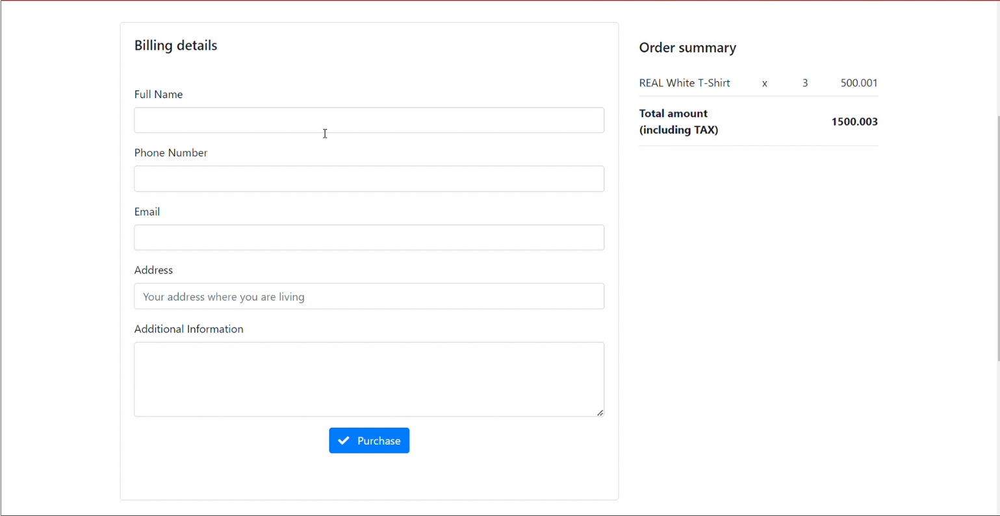 Billing details
Full Name
Phone Number
Email
Address
Your address where you are living
Additional Information
Purchase
Order summary
REAL White T-Shirt x 3 500.001
Total amount
(including TAX) 1500.003